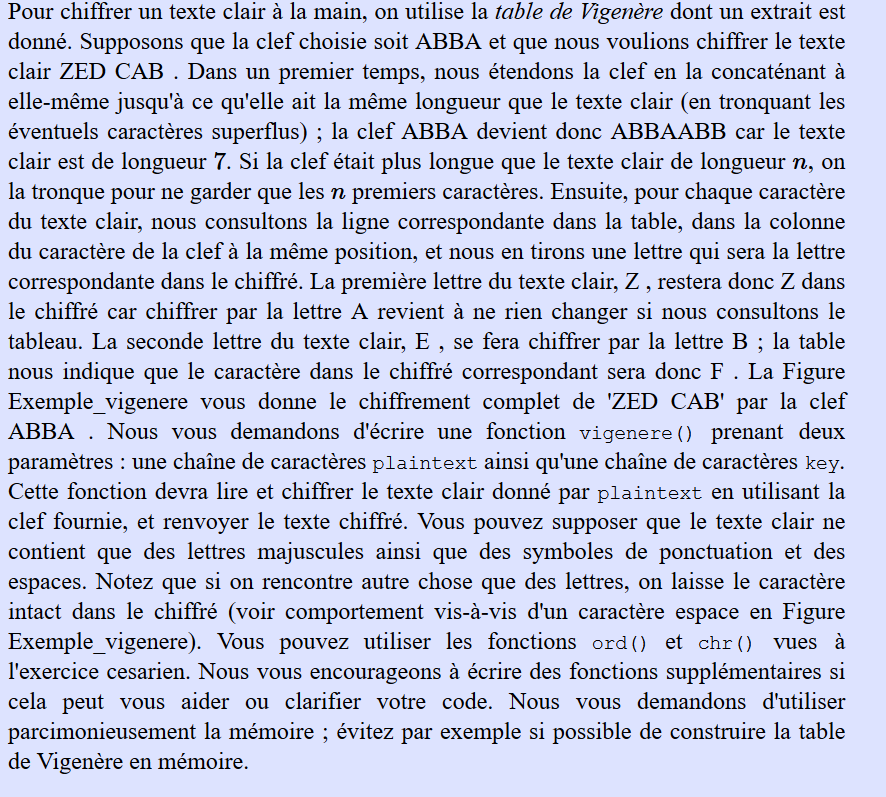 Pour chiffrer un texte clair à la main, on utilise la table de Vigenère dont un extrait est
donné. Supposons que la clef choisie soit ABBA et que nous voulions chiffrer le texte
clair ZED CAB . Dans un premier temps, nous étendons la clef en la concaténant à
elle-même jusqu'à ce qu'elle ait la même longueur que le texte clair (en tronquant les
éventuels caractères superflus) ; la clef ABBA devient donc ABBAABB car le texte
clair est de longueur 7. Si la clef était plus longue que le texte clair de longueur n, on
la tronque pour ne garder que les n premiers caractères. Ensuite, pour chaque caractère
du texte clair, nous consultons la ligne correspondante dans la table, dans la colonne
du caractère de la clef à la même position, et nous en tirons une lettre qui sera la lettre
correspondante dans le chiffré. La première lettre du texte clair, Z , restera donc Z dans
le chiffré car chiffrer par la lettre A revient à ne rien changer si nous consultons le
tableau. La seconde lettre du texte clair, E , se fera chiffrer par la lettre B ; la table
nous indique que le caractère dans le chiffré correspondant sera donc F . La Figure
Exemple_vigenere vous donne le chiffrement complet de 'ZED CAB' par la clef
ABBA . Nous vous demandons d'écrire une fonction vigenere() prenant deux
paramètres : une chaîne de caractères plaintext ainsi qu'une chaîne de caractères key.
Cette fonction devra lire et chiffrer le texte clair donné par plaintext en utilisant la
clef fournie, et renvoyer le texte chiffré. Vous pouvez supposer que le texte clair ne
contient que des lettres majuscules ainsi que des symboles de ponctuation et des
espaces. Notez que si on rencontre autre chose que des lettres, on laisse le caractère
intact dans le chiffré (voir comportement vis-à-vis d'un caractère espace en Figure
Exemple_vigenere). Vous pouvez utiliser les fonctions ord() et chr() vues à
l'exercice cesarien. Nous vous encourageons à écrire des fonctions supplémentaires si
cela peut vous aider ou clarifier votre code. Nous vous demandons d'utiliser
parcimonieusement la mémoire ; évitez par exemple si possible de construire la table
de Vigenère en mémoire.